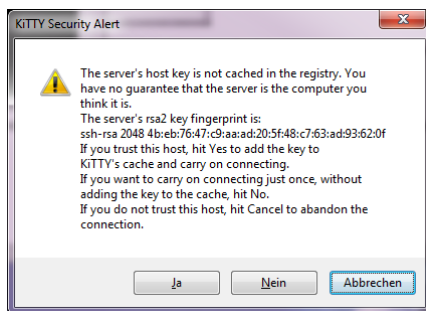 KiTTY Security Alert
The server's host key is not cached in the registry. You
have no guarantee that the server is the computer you
think it is.
The server's rsa2 key fingerprint is:
ssh-rsa 2048 4b:eb:76:47:c9:aa:ad:20:5f:48:c7:63:ad:93:62:0f
If you trust this host, hit Yes to add the key to
KiTTY's cache and carry on connecting.
If you want to carry on connecting just once, without
adding the key to the cache, hit No.
If you do not trust this host, hit Cancel to abandon the
connection.
Ja Nein Abbrechen